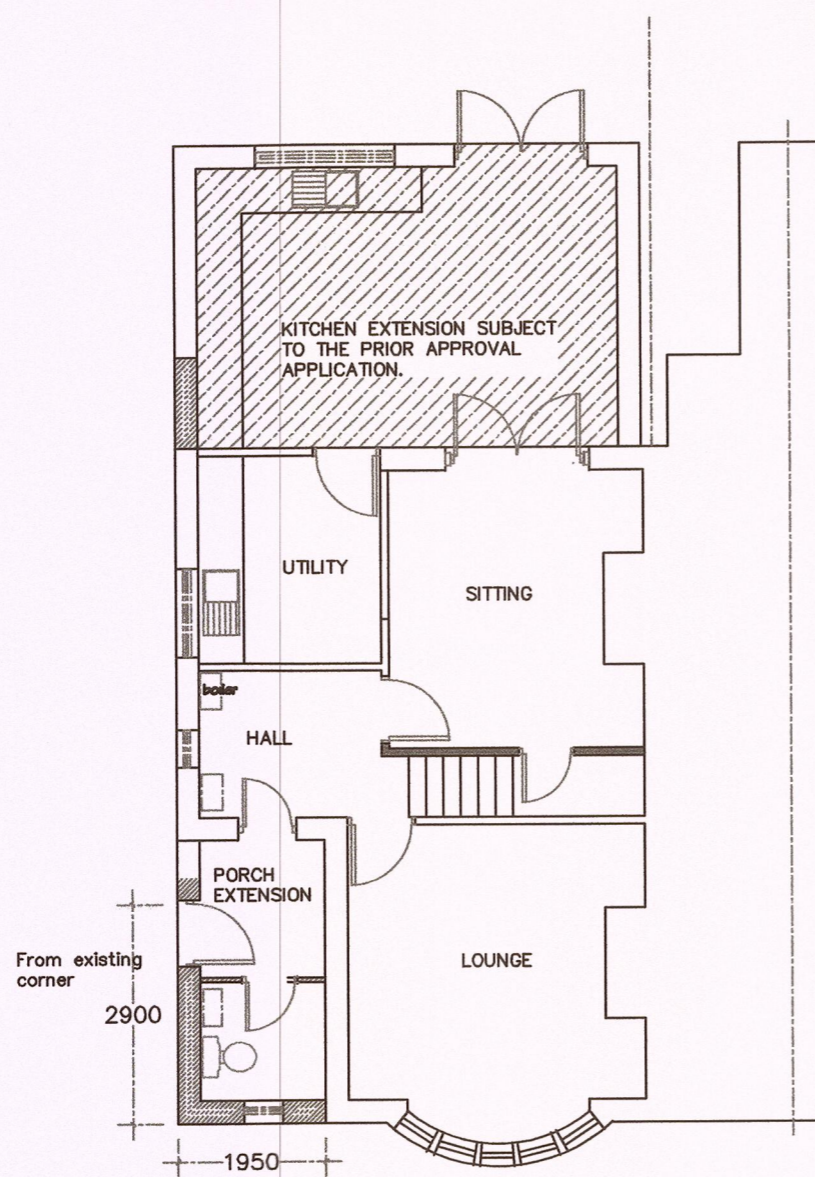 KITCHEN EXTENSION SUBJECT
TO THE PRIOR APPROVAL
APPLICATION.
UTILITY
SITTING
boiler
HALL
PORCH
EXTENSION
From existing
corner
LOUNGE
2900
1950